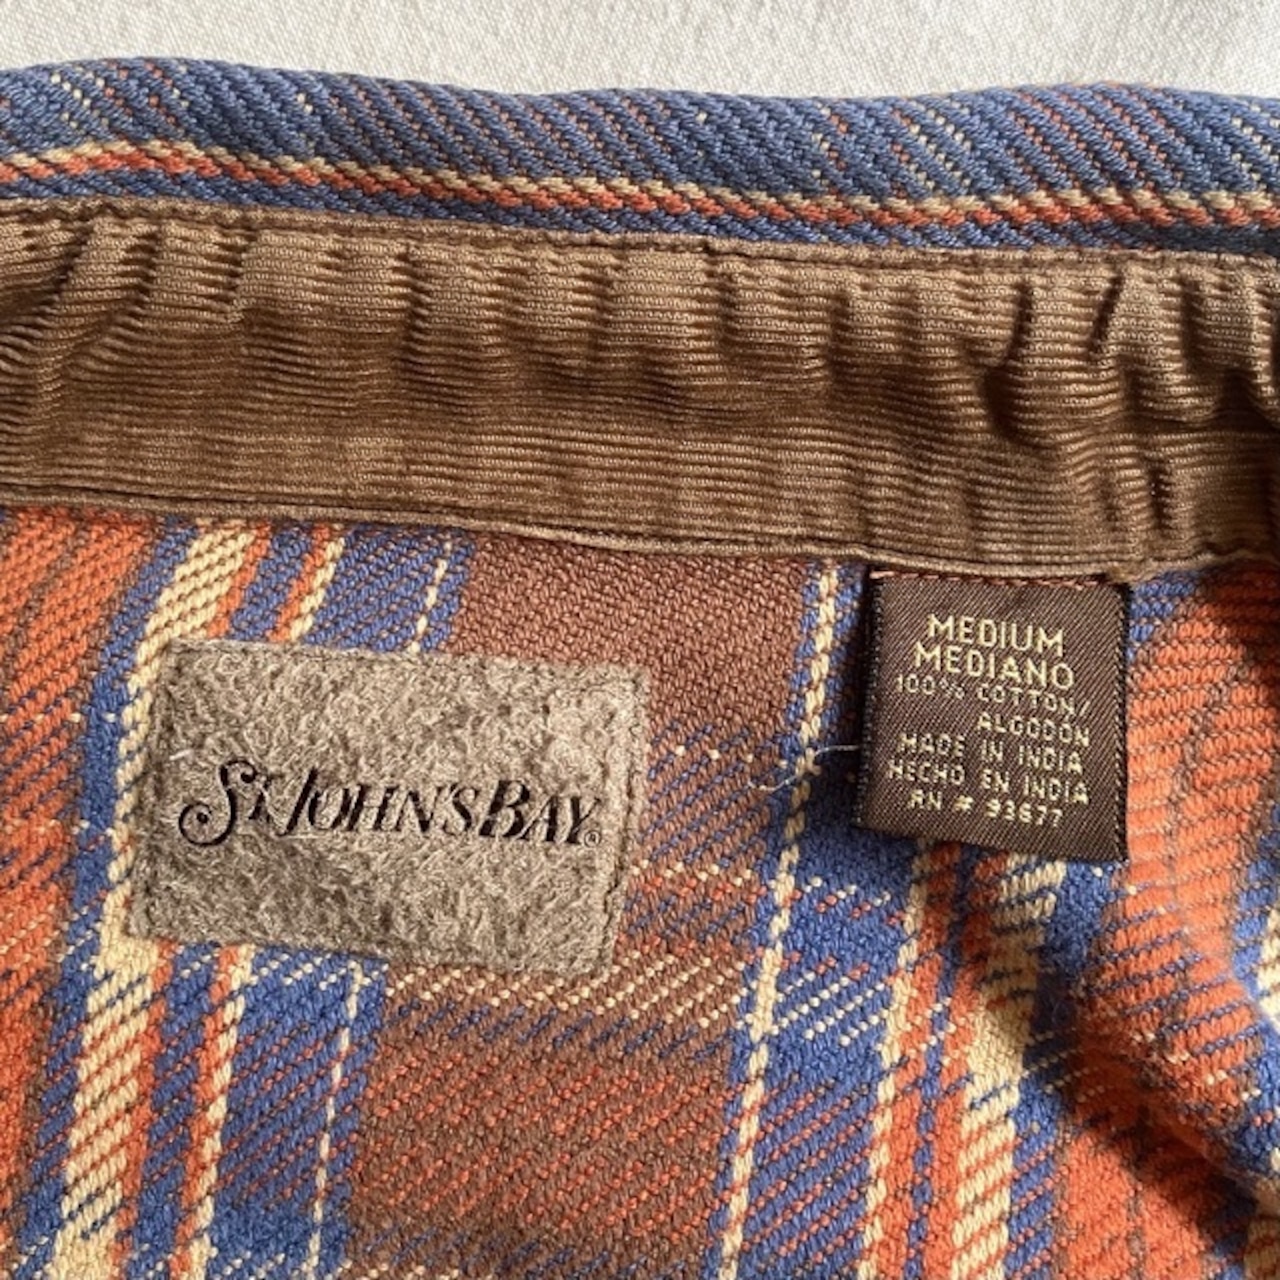 ST. JOHN'S BAY®
MEDIUM
MEDIANO
100% COTTON/
ALGODON
MADE IN INDIA
HECHO EN INDIA
RN # 93677